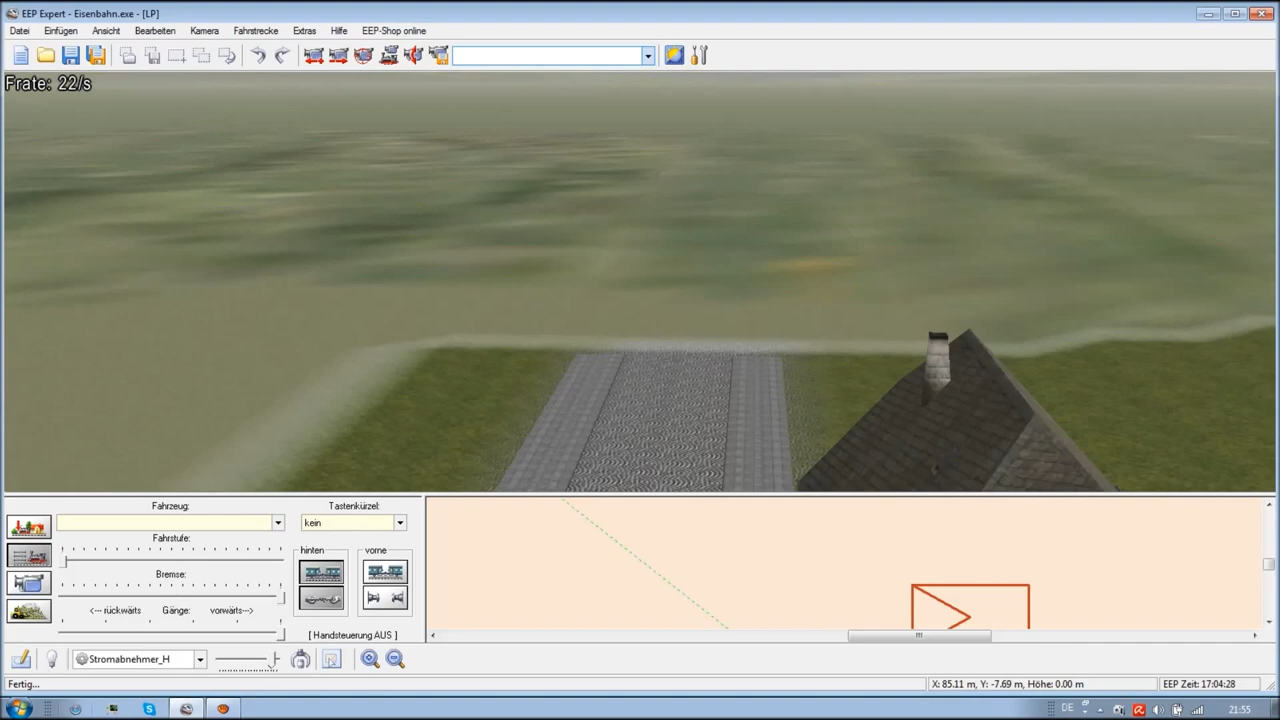 EEP Expert - Eisenbahn.exe - [LP]
Datei Einfügen Ansicht Bearbeiten Kamera Fahrstrecke Extras Hilfe EEP-Shop online
Frate: 22/s
Fahrzeug: Tastenkürzel:
kein
Fahrstufe:
hinten vorne
Bremse:
<--- rückwärts Gänge: vorwärts--->
[ Handsteuerung AUS ]
Stromabnehmer_H
Fertig... X: 85.11 m, Y: -7.69 m, Höhe: 0.00 m EEP Zeit: 17:04:28
DE 21:55